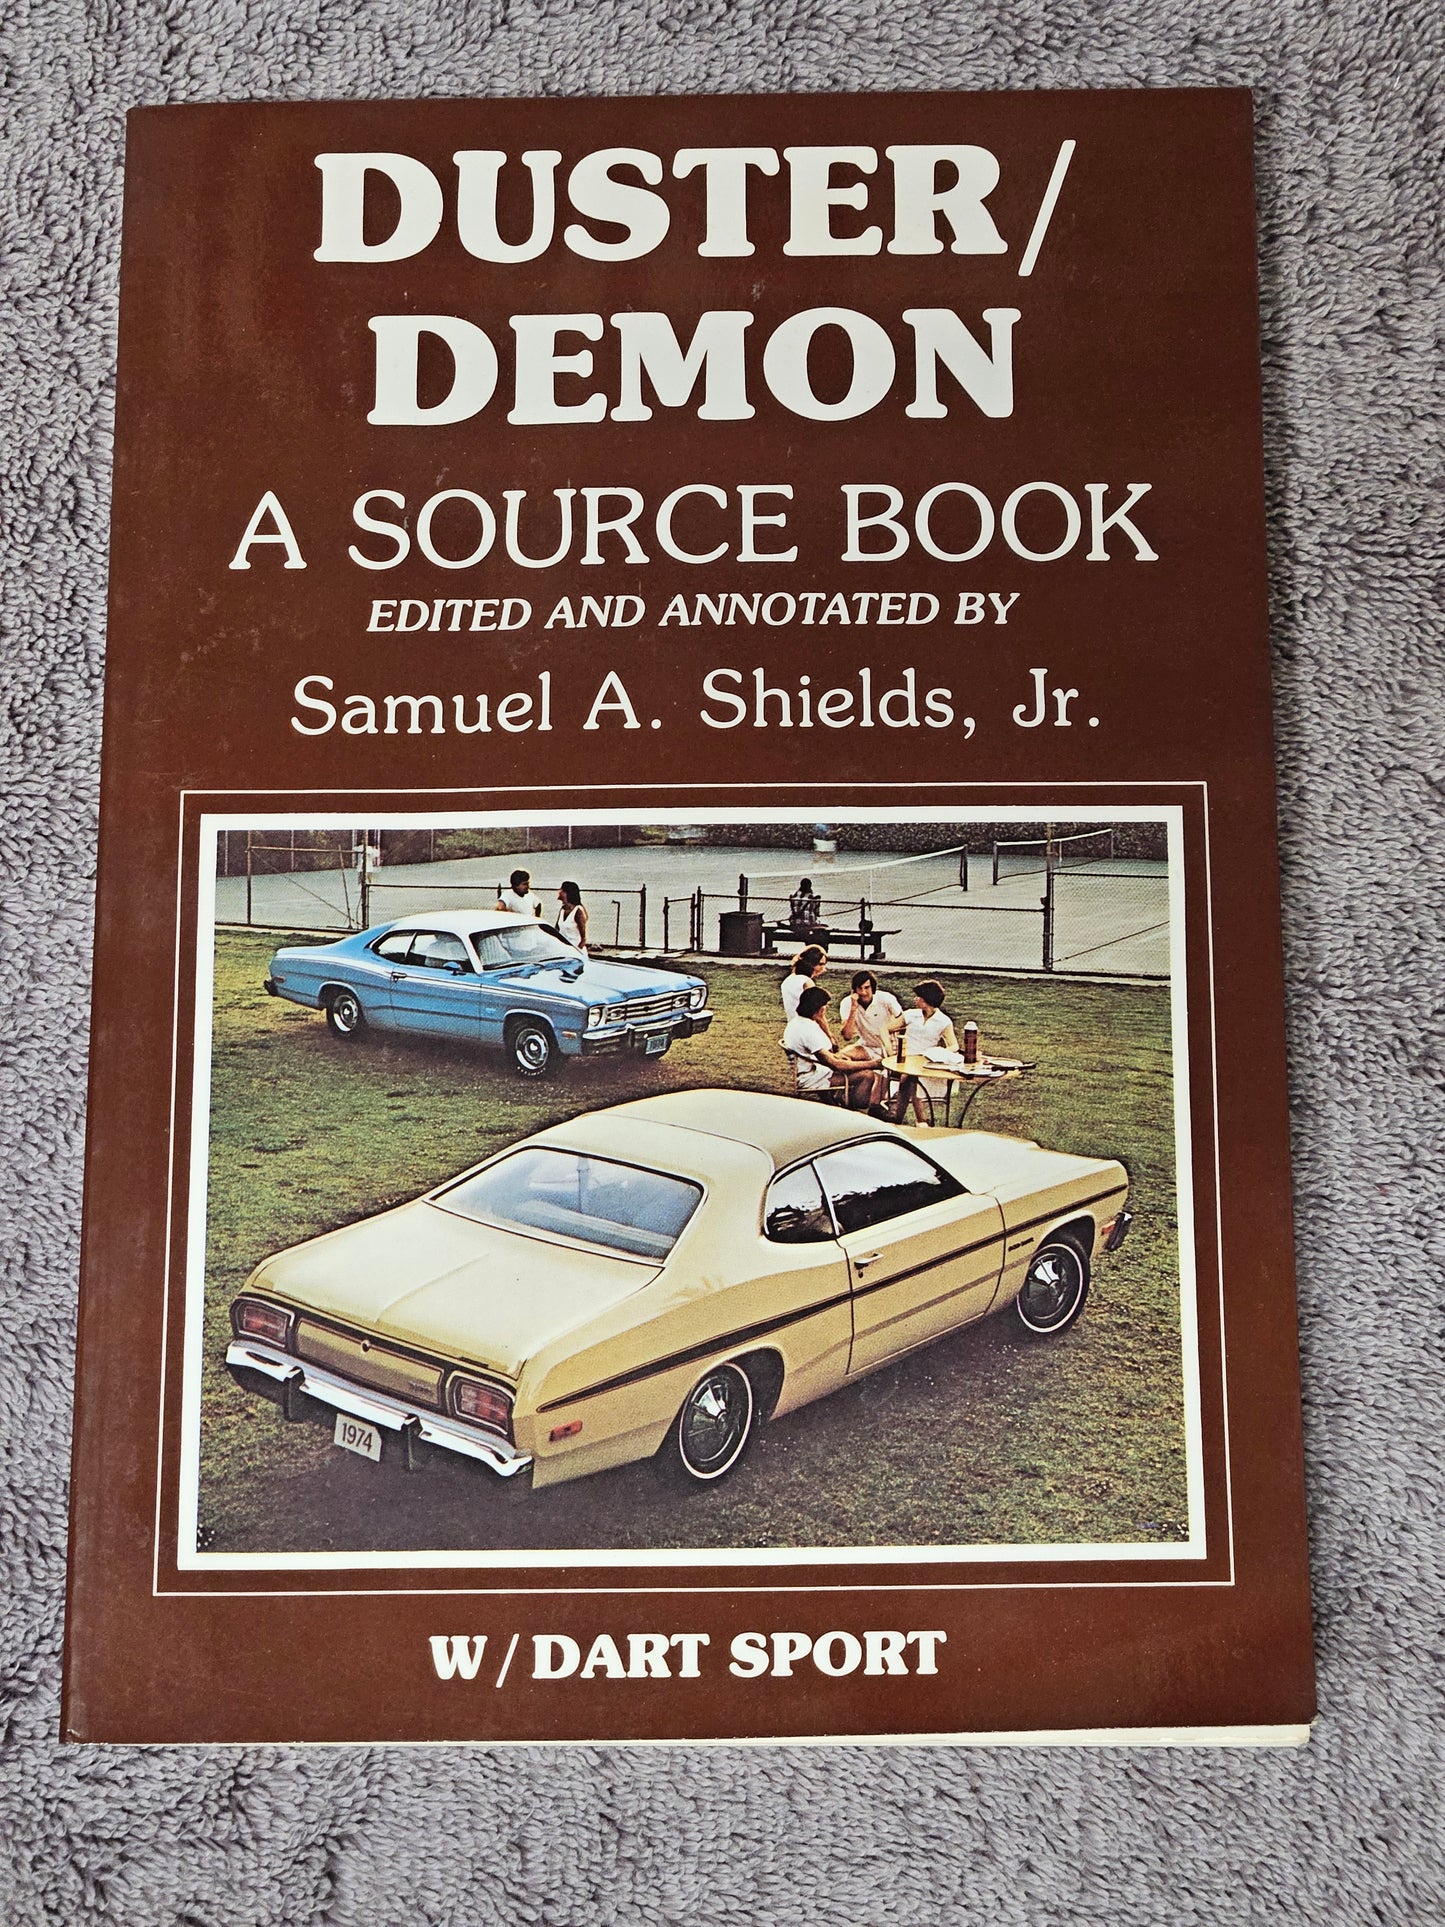 DUSTER/
DEMON
A SOURCE BOOK
EDITED AND ANNOTATED BY
Samuel A. Shields, Jr.
1974
W/DART SPORT